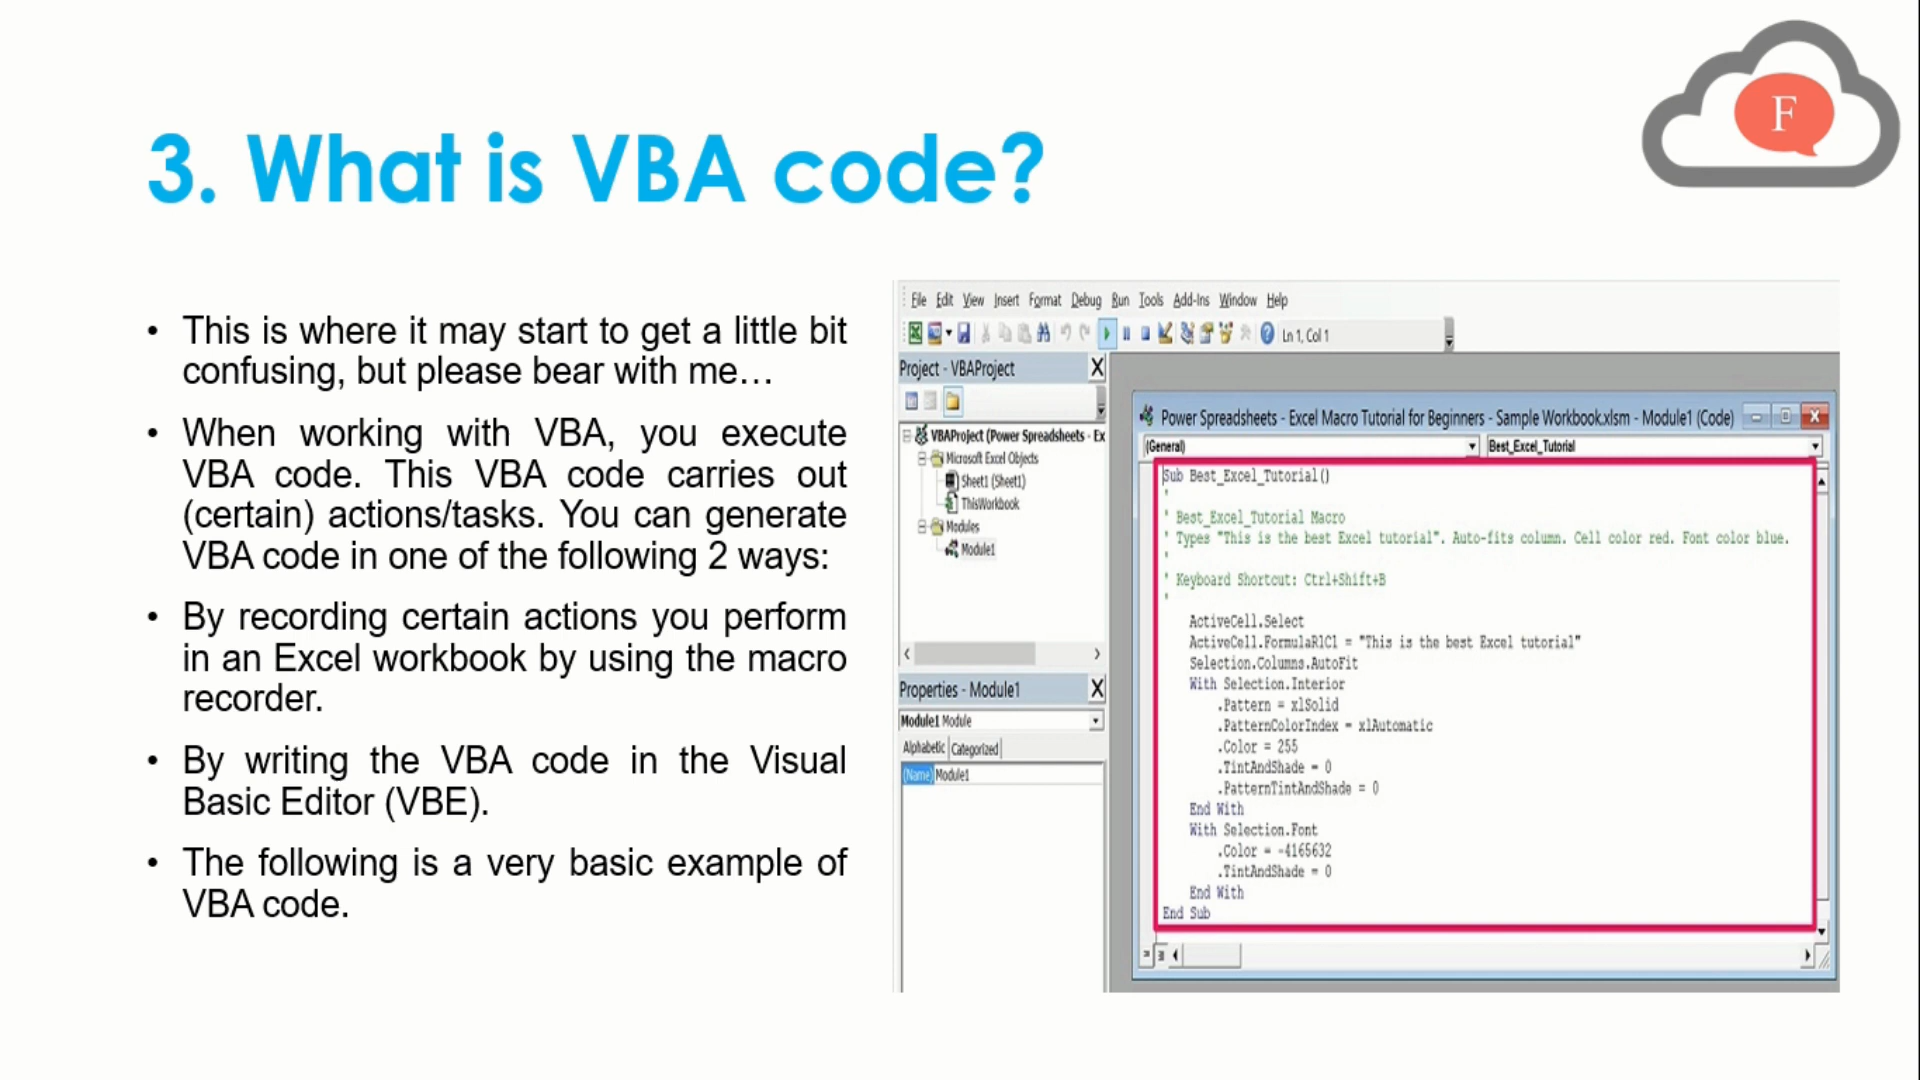 F
3. What is VBA code?
• This is where it may start to get a little bit
confusing, but please bear with me…
• When working with VBA, you execute
VBA code. This VBA code carries out
(certain) actions/tasks. You can generate
VBA code in one of the following 2 ways:
• By recording certain actions you perform
in an Excel workbook by using the macro
recorder.
• By writing the VBA code in the Visual
Basic Editor (VBE).
• The following is a very basic example of
VBA code.
File Edit View Insert Format Debug Run Tools Add-Ins Window Help
Ln 1, Col 1
Project - VBAProject
VBAProject (Power Spreadsheets - Ex
Microsoft Excel Objects
Sheet1 (Sheet1)
ThisWorkbook
Modules
Module1
Properties - Module1
Module1 Module
Alphabetic Categorized
(Name) Module1
Power Spreadsheets - Excel Macro Tutorial for Beginners - Sample Workbook.xlsm - Module1 (Code)
(General) Best_Excel_Tutorial
Sub Best_Excel_Tutorial()
'
' Best_Excel_Tutorial Macro
' Types "This is the best Excel tutorial". Auto-fits column. Cell color red. Font color blue.
'
' Keyboard Shortcut: Ctrl+Shift+B
'
ActiveCell.Select
ActiveCell.FormulaR1C1 = "This is the best Excel tutorial"
Selection.Columns.AutoFit
With Selection.Interior
.Pattern = xlSolid
.PatternColorIndex = xlAutomatic
.Color = 255
.TintAndShade = 0
.PatternTintAndShade = 0
End With
With Selection.Font
.Color = -4165632
.TintAndShade = 0
End With
End Sub